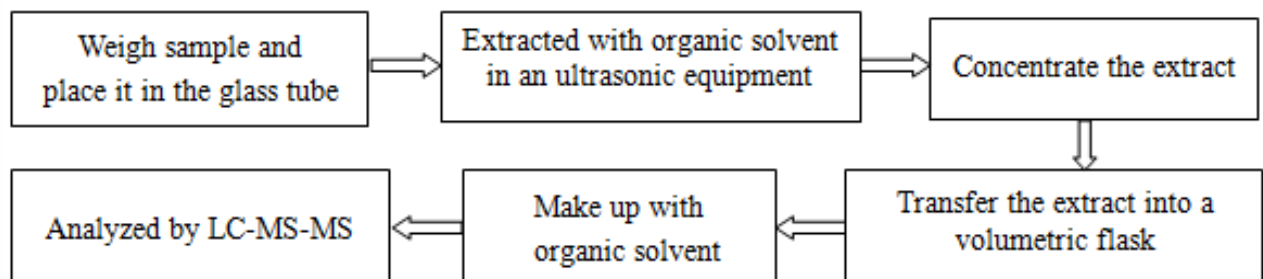 Weigh sample and
place it in the glass tube
Extracted with organic solvent
in an ultrasonic equipment
Concentrate the extract
Transfer the extract into a
volumetric flask
Make up with
organic solvent
Analyzed by LC-MS-MS